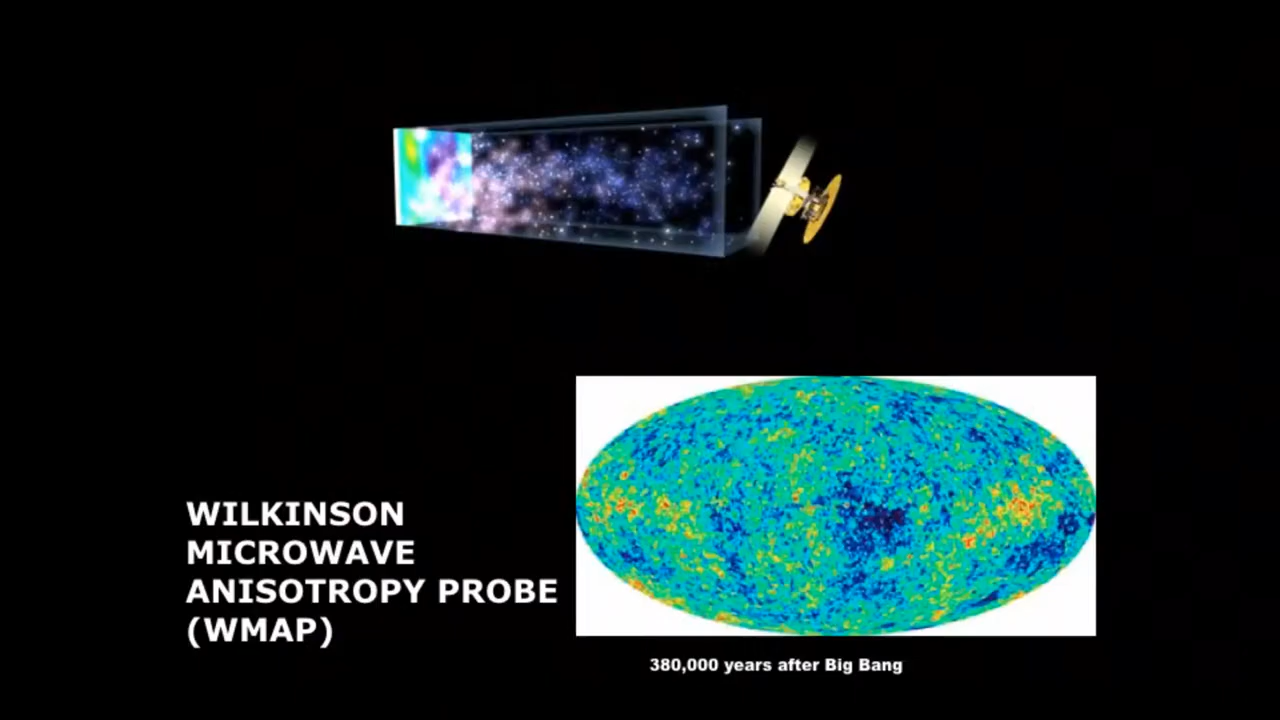 WILKINSON
MICROWAVE
ANISOTROPY PROBE
(WMAP)
380,000 years after Big Bang